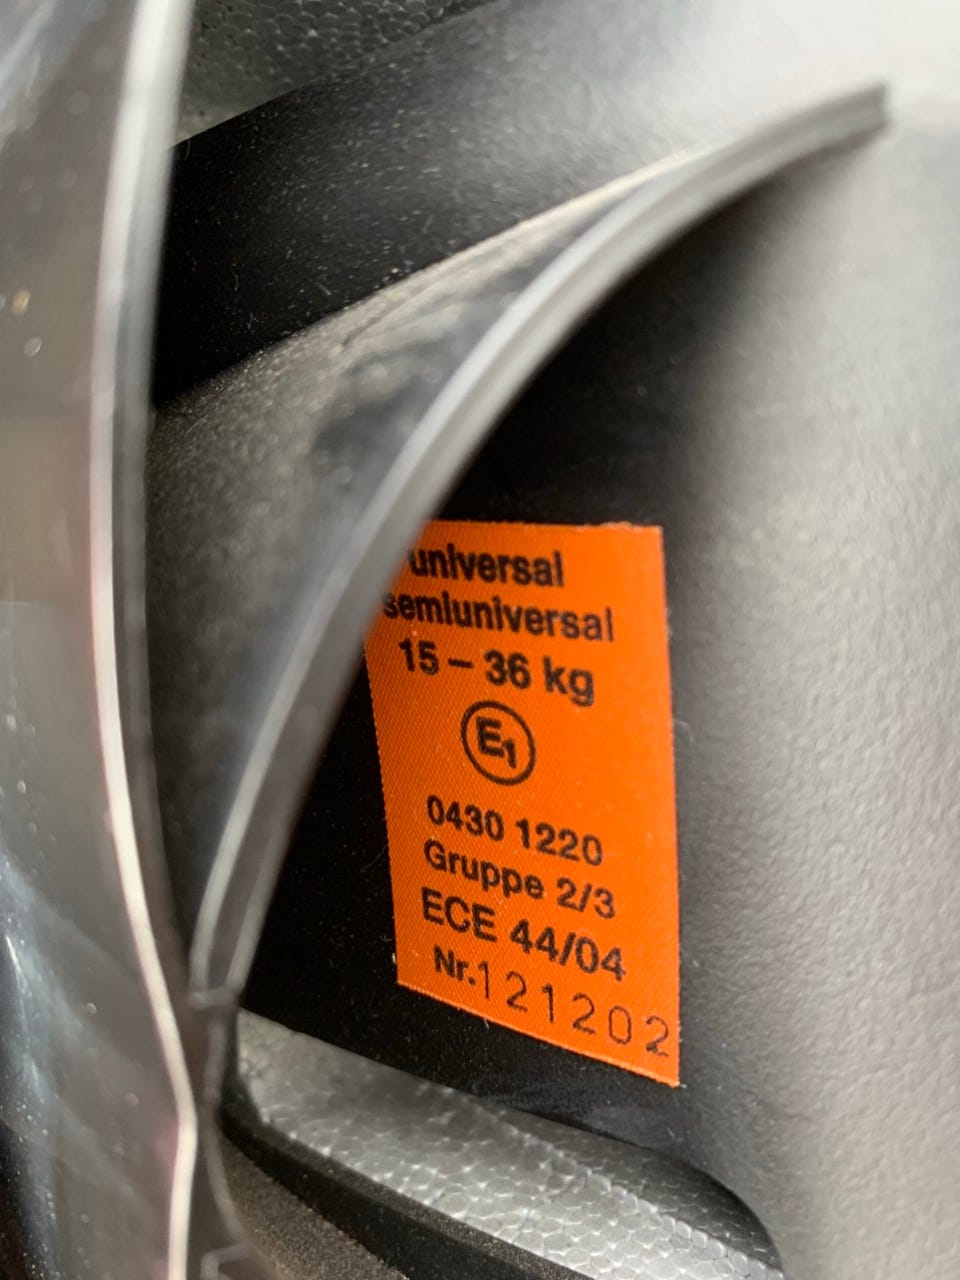 universal
semiuniversal
15 – 36 kg
E1
0430 1220
Gruppe 2/3
ECE 44/04
Nr.121202